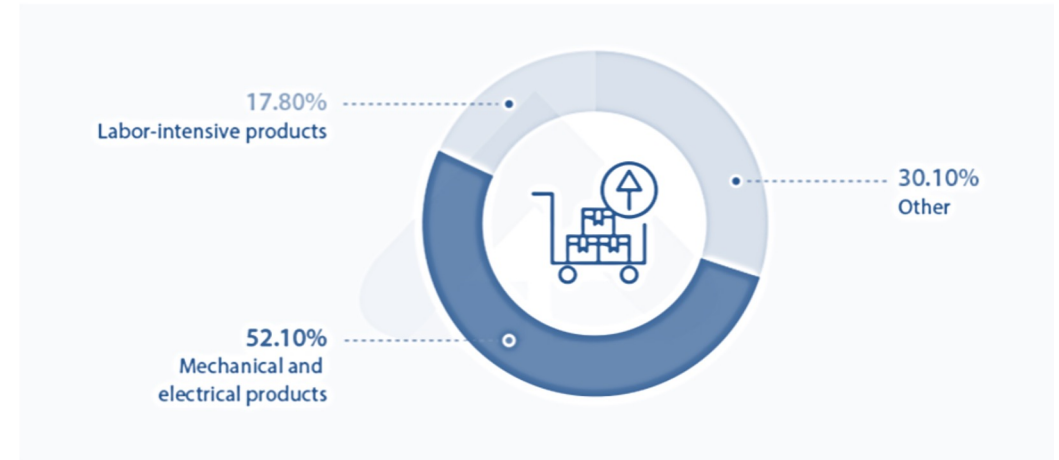 17.80%
Labor-intensive products
30.10%
Other
52.10%
Mechanical and
electrical products